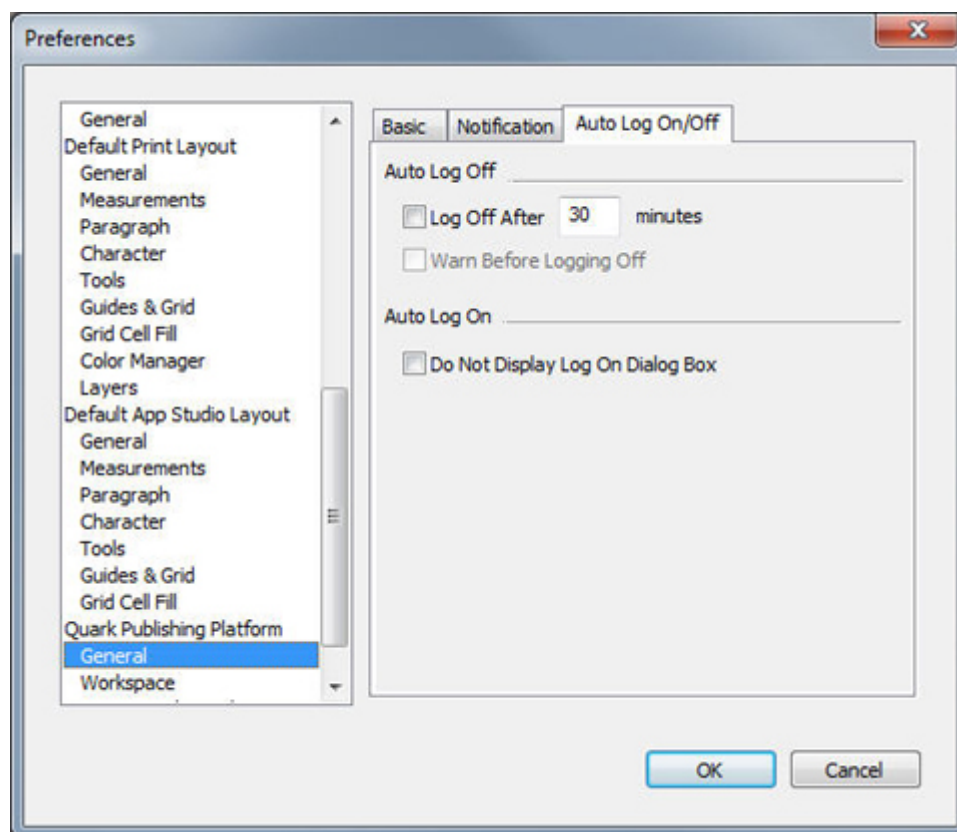 Preferences
General
Default Print Layout
General
Measurements
Paragraph
Character
Tools
Guides & Grid
Grid Cell Fill
Color Manager
Layers
Default App Studio Layout
General
Measurements
Paragraph
Character
Tools
Guides & Grid
Grid Cell Fill
Quark Publishing Platform
General
Workspace
Basic Notification Auto Log On/Off
Auto Log Off
Log Off After 30 minutes
Warn Before Logging Off
Auto Log On
Do Not Display Log On Dialog Box
OK Cancel